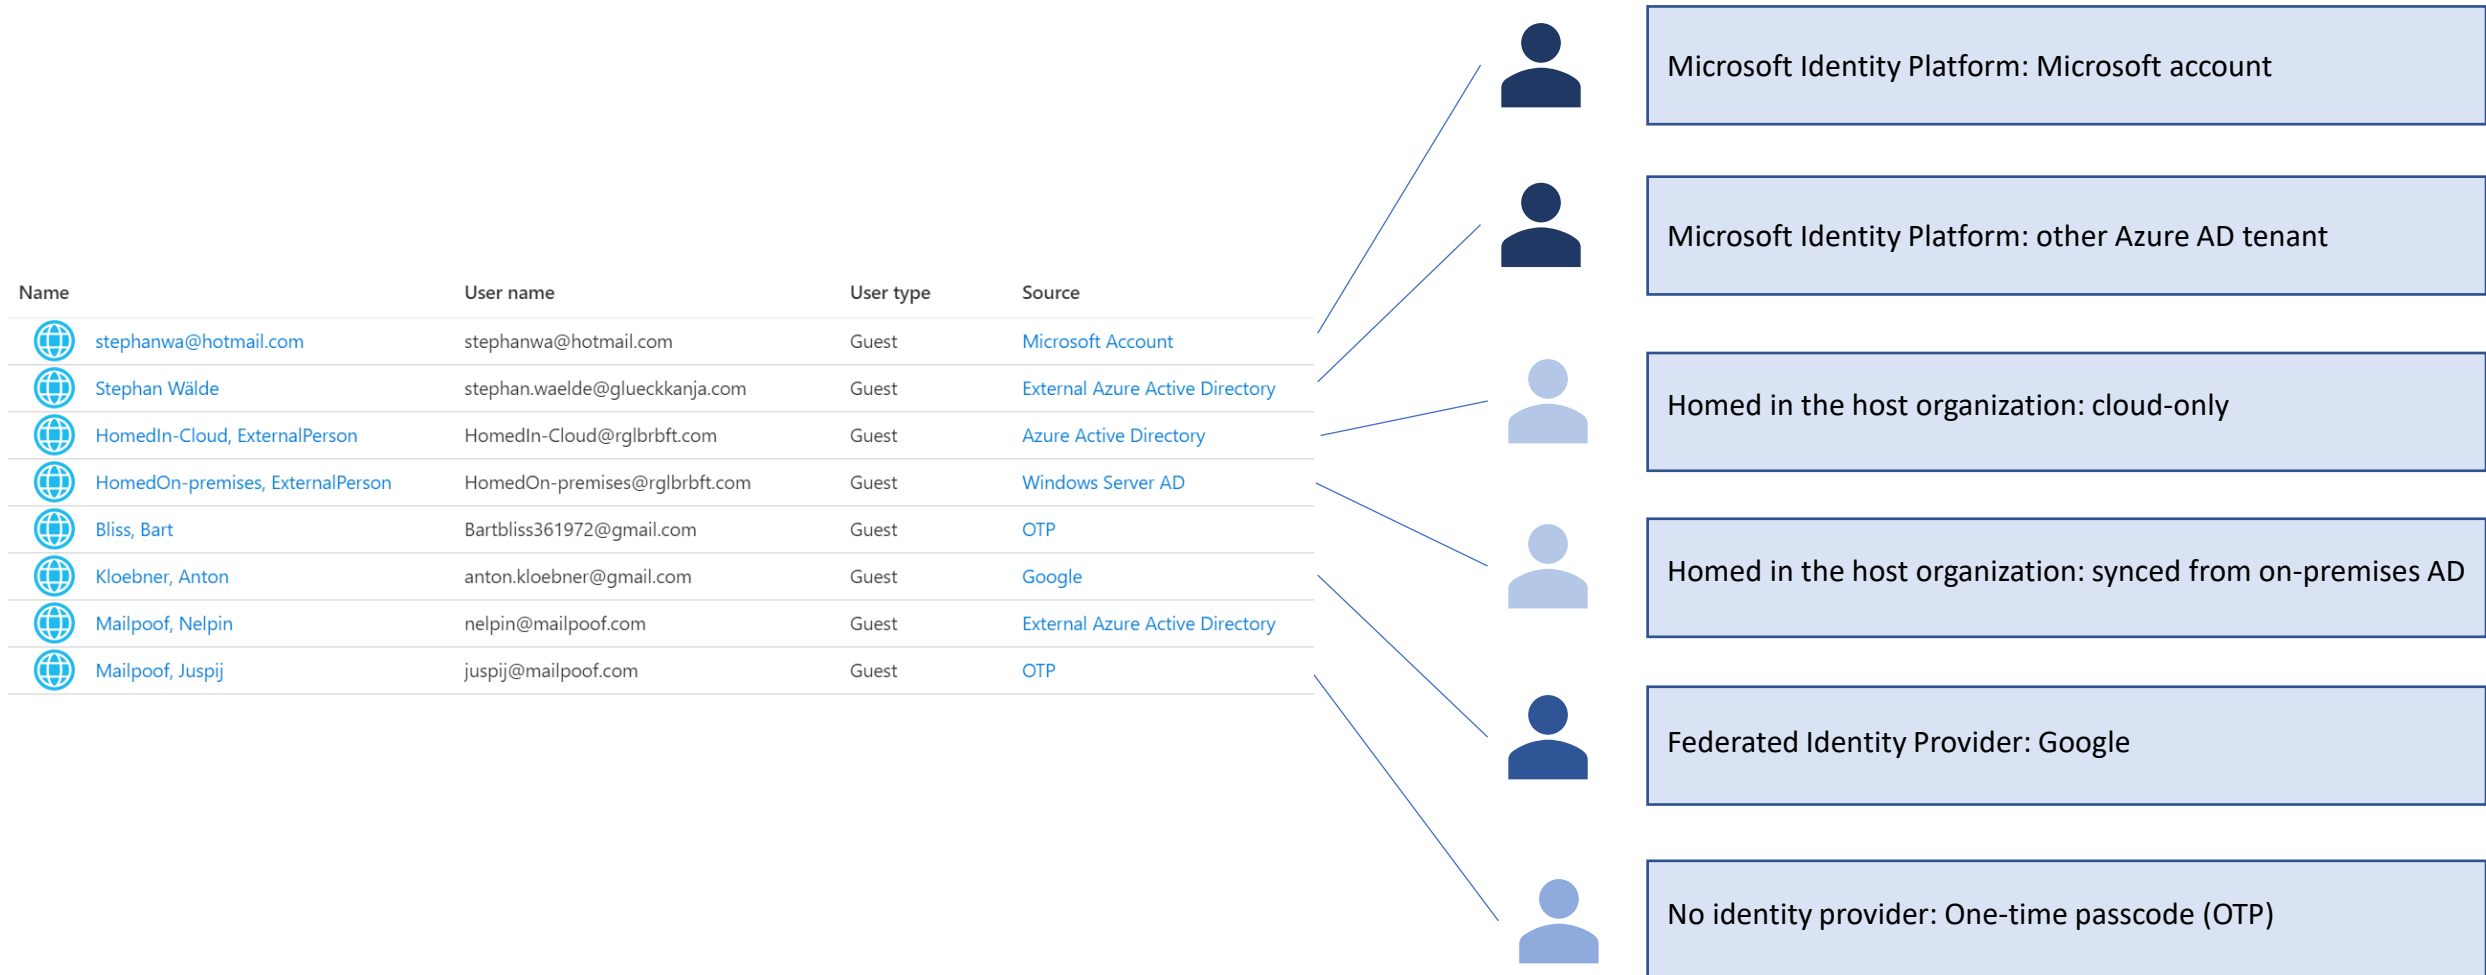 Name User name User type Source
stephanwa@hotmail.com stephanwa@hotmail.com Guest Microsoft Account
Stephan Wälde stephan.waelde@glueckkanja.com Guest External Azure Active Directory
HomedIn-Cloud, ExternalPerson HomedIn-Cloud@rglbrbft.com Guest Azure Active Directory
HomedOn-premises, ExternalPerson HomedOn-premises@rglbrbft.com Guest Windows Server AD
Bliss, Bart Bartbliss361972@gmail.com Guest OTP
Kloebner, Anton anton.kloebner@gmail.com Guest Google
Mailpoof, Nelpin nelpin@mailpoof.com Guest External Azure Active Directory
Mailpoof, Juspij juspij@mailpoof.com Guest OTP
Microsoft Identity Platform: Microsoft account
Microsoft Identity Platform: other Azure AD tenant
Homed in the host organization: cloud-only
Homed in the host organization: synced from on-premises AD
Federated Identity Provider: Google
No identity provider: One-time passcode (OTP)